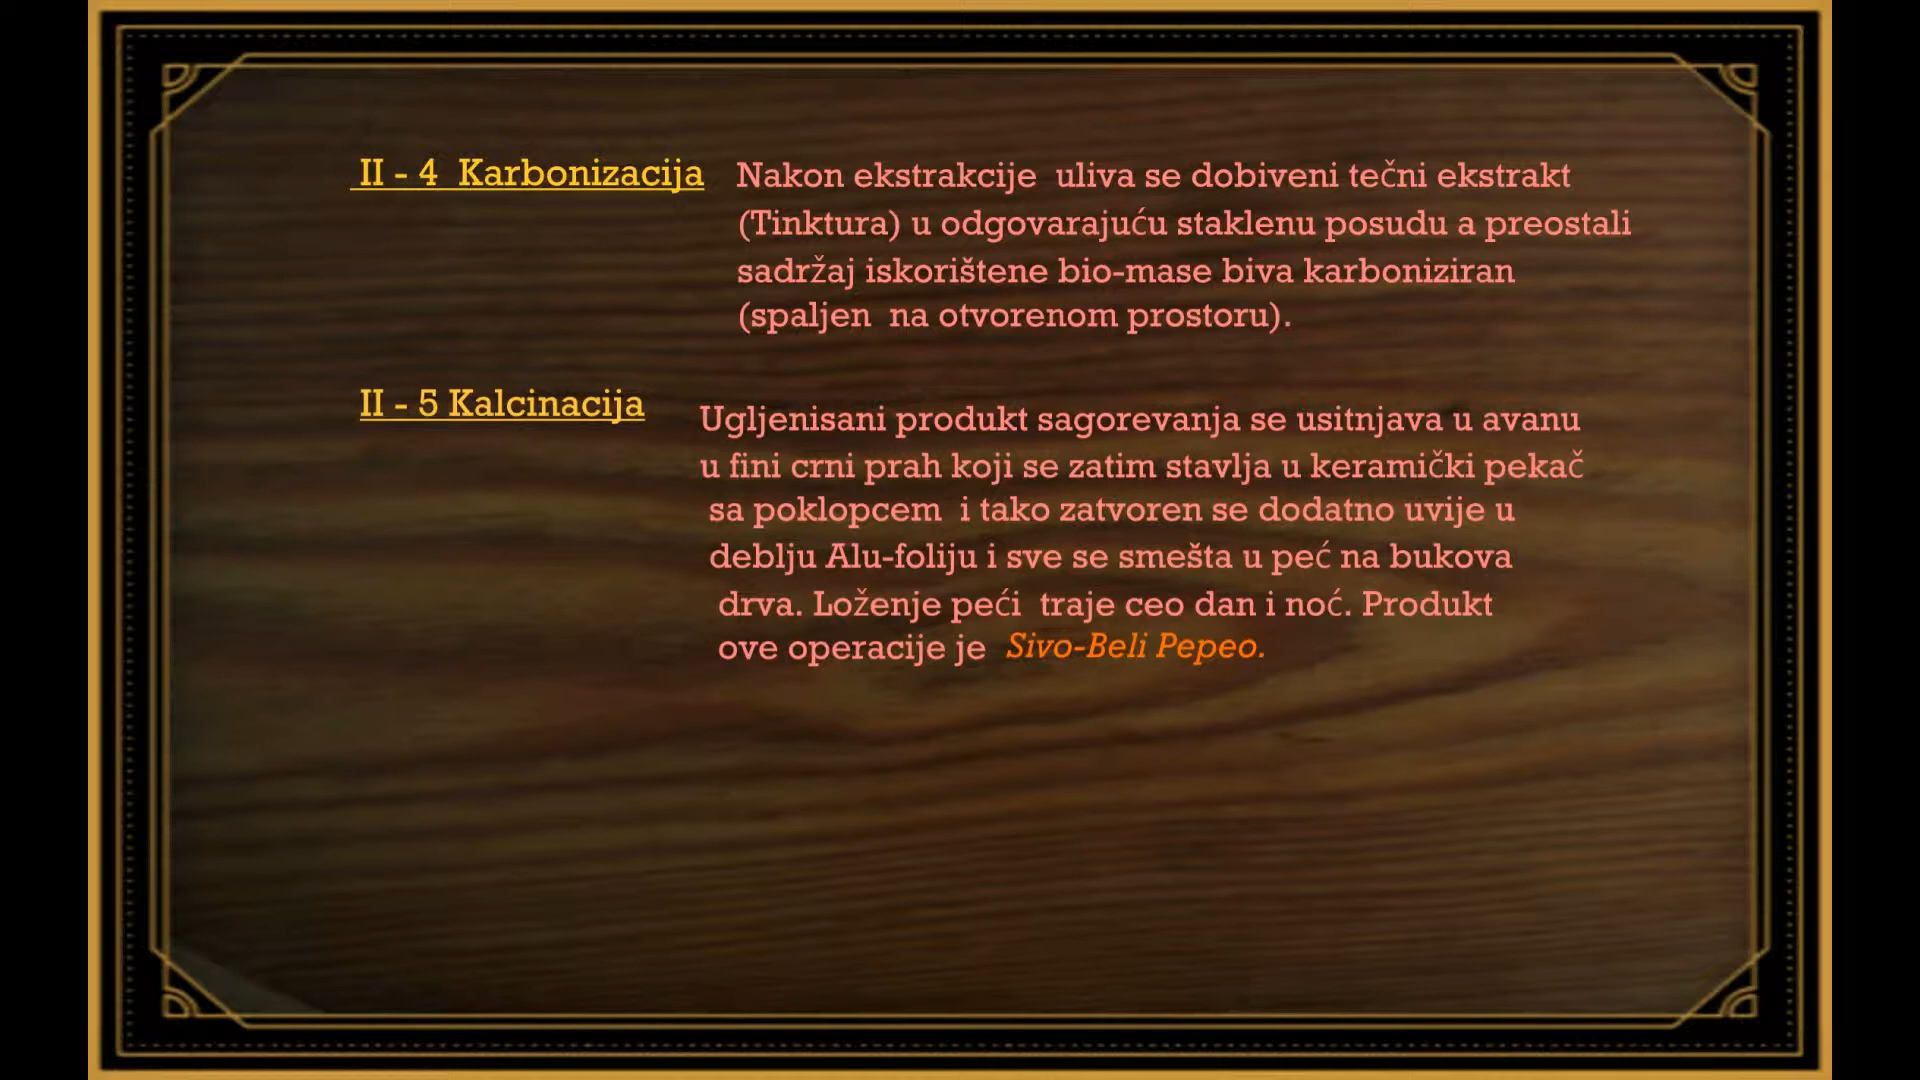 II - 4 Karbonizacija Nakon ekstrakcije uliva se dobiveni tečni ekstrakt
(Tinktura) u odgovarajuću staklenu posudu a preostali
sadržaj iskorištene bio-mase biva karboniziran
(spaljen na otvorenom prostoru).
II - 5 Kalcinacija
Ugljenisani produkt sagorevanja se usitnjava u avanu
u fini crni prah koji se zatim stavlja u keramički pekač
sa poklopcem i tako zatvoren se dodatno uvije u
deblju Alu-foliju i sve se smešta u peć na bukova
drva. Loženje peći traje ceo dan i noć. Produkt
ove operacije je Sivo-Beli Pepeo.